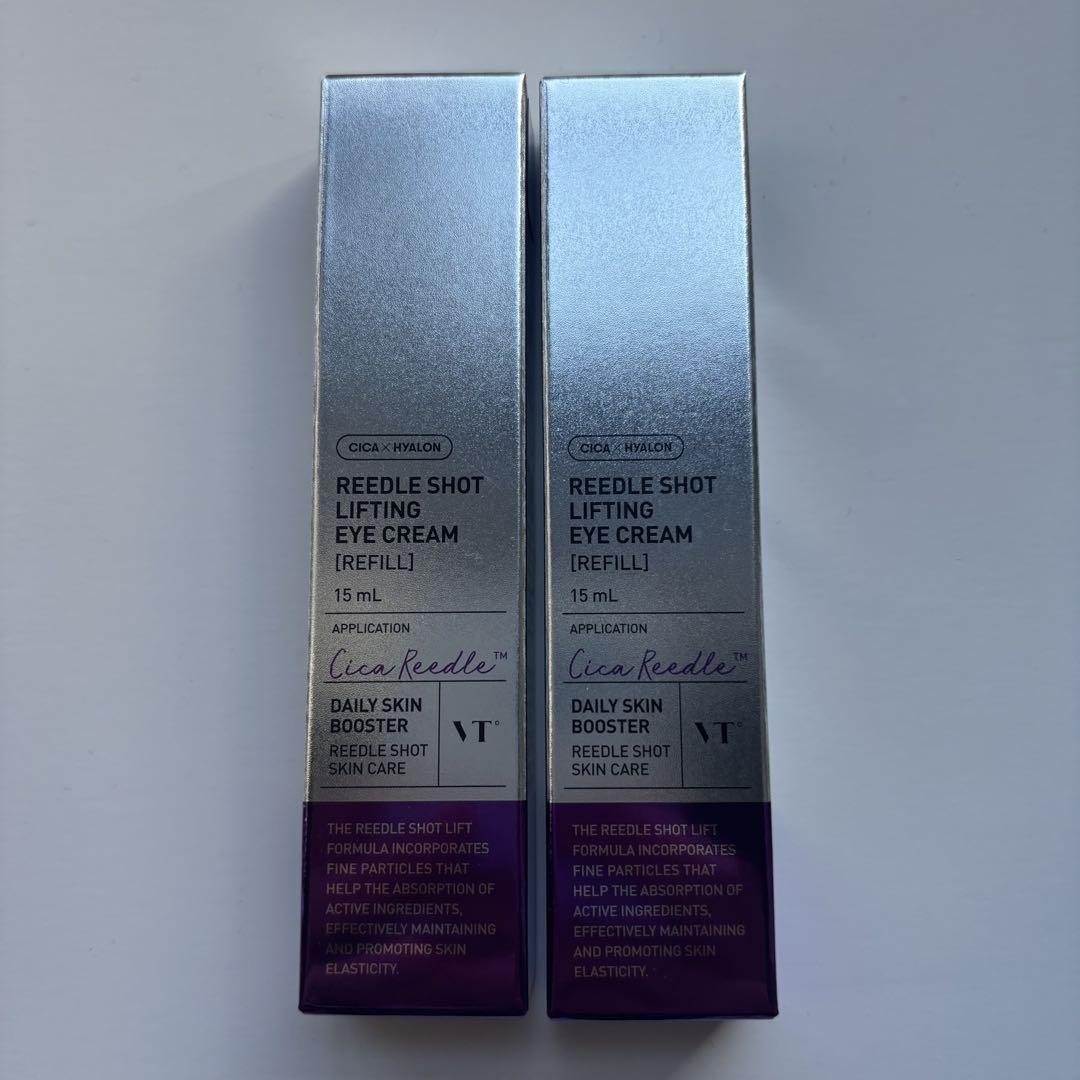 CICA × HYALON
REEDLE SHOT
LIFTING
EYE CREAM
[REFILL]
15 mL
APPLICATION
Cica Reedle™
DAILY SKIN
BOOSTER
REEDLE SHOT
SKIN CARE
VT°
THE REEDLE SHOT LIFT
FORMULA INCORPORATES
FINE PARTICLES THAT
HELP THE ABSORPTION OF
ACTIVE INGREDIENTS,
EFFECTIVELY MAINTAINING
AND PROMOTING SKIN
ELASTICITY.
CICA × HYALON
REEDLE SHOT
LIFTING
EYE CREAM
[REFILL]
15 mL
APPLICATION
Cica Reedle™
DAILY SKIN
BOOSTER
REEDLE SHOT
SKIN CARE
VT°
THE REEDLE SHOT LIFT
FORMULA INCORPORATES
FINE PARTICLES THAT
HELP THE ABSORPTION OF
ACTIVE INGREDIENTS,
EFFECTIVELY MAINTAINING
AND PROMOTING SKIN
ELASTICITY.